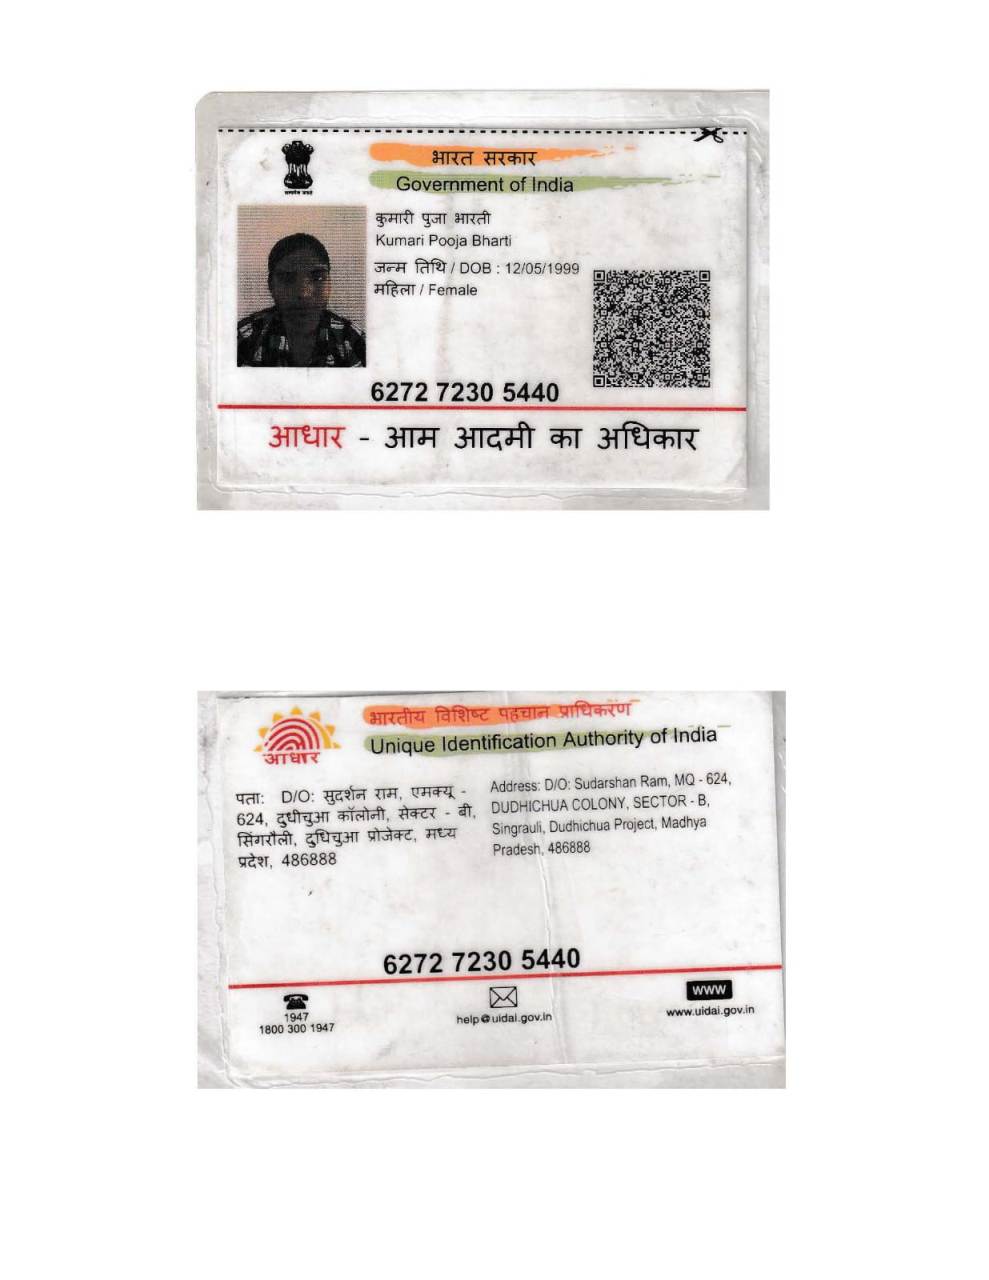 भारत सरकार
Government of India
कुमारी पुजा भारती
Kumari Pooja Bharti
जन्म तिथि / DOB : 12/05/1999
महिला / Female
6272 7230 5440
आधार - आम आदमी का अधिकार
भारतीय विशिष्ट पहचान प्राधिकरण
Unique Identification Authority of India
आधार
पता: D/O: सुदर्शन राम, एमक्यू -
624, दुधीचुआ कॉलोनी, सेक्टर - बी,
सिंगरौली, दुधिचुआ प्रोजेक्ट, मध्य
प्रदेश, 486888
Address: D/O: Sudarshan Ram, MQ - 624,
DUDHICHUA COLONY, SECTOR - B,
Singrauli, Dudhichua Project, Madhya
Pradesh, 486888
6272 7230 5440
1947
1800 300 1947
help@uidai.gov.in
www
www.uidai.gov.in